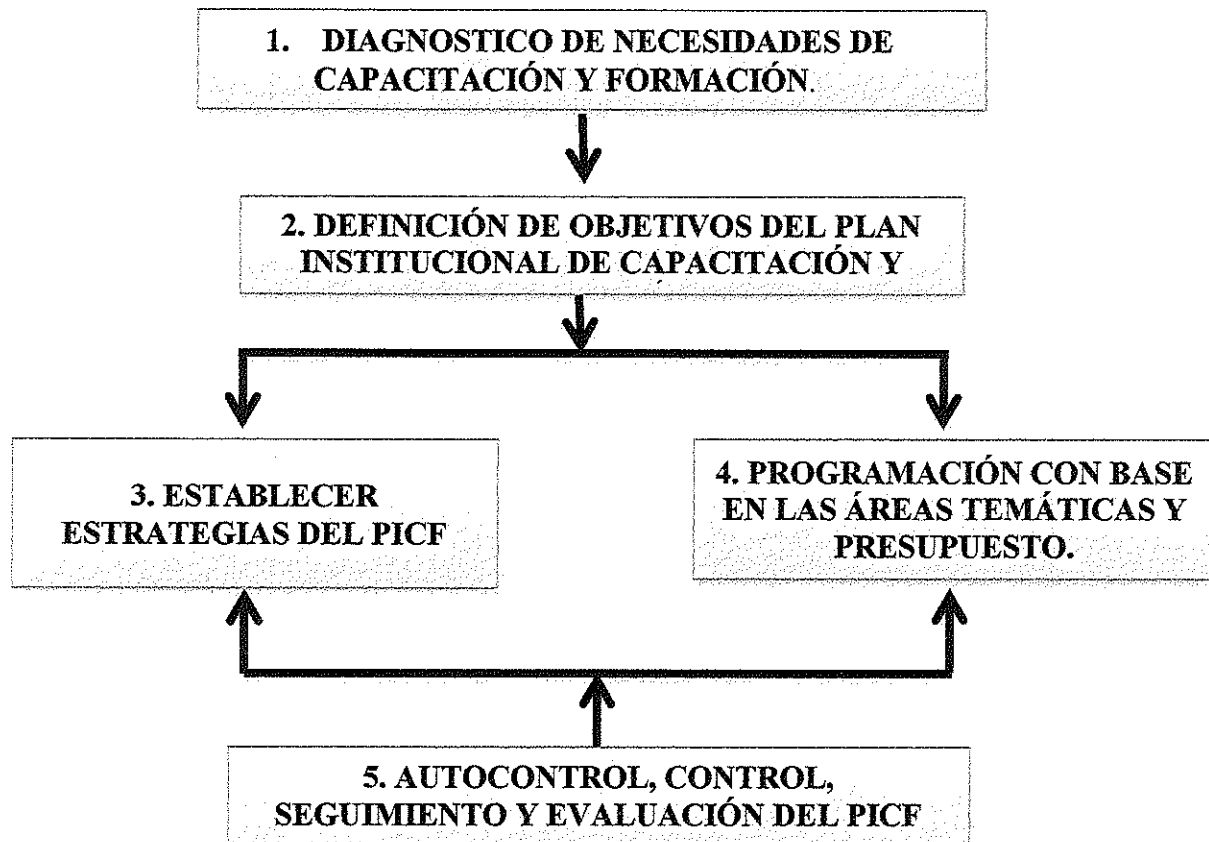 1. DIAGNOSTICO DE NECESIDADES DE
CAPACITACIÓN Y FORMACIÓN.
2. DEFINICIÓN DE OBJETIVOS DEL PLAN
INSTITUCIONAL DE CAPACITACIÓN Y
3. ESTABLECER
ESTRATEGIAS DEL PICF
4. PROGRAMACIÓN CON BASE
EN LAS ÁREAS TEMÁTICAS Y
PRESUPUESTO.
5. AUTOCONTROL, CONTROL,
SEGUIMIENTO Y EVALUACIÓN DEL PICF